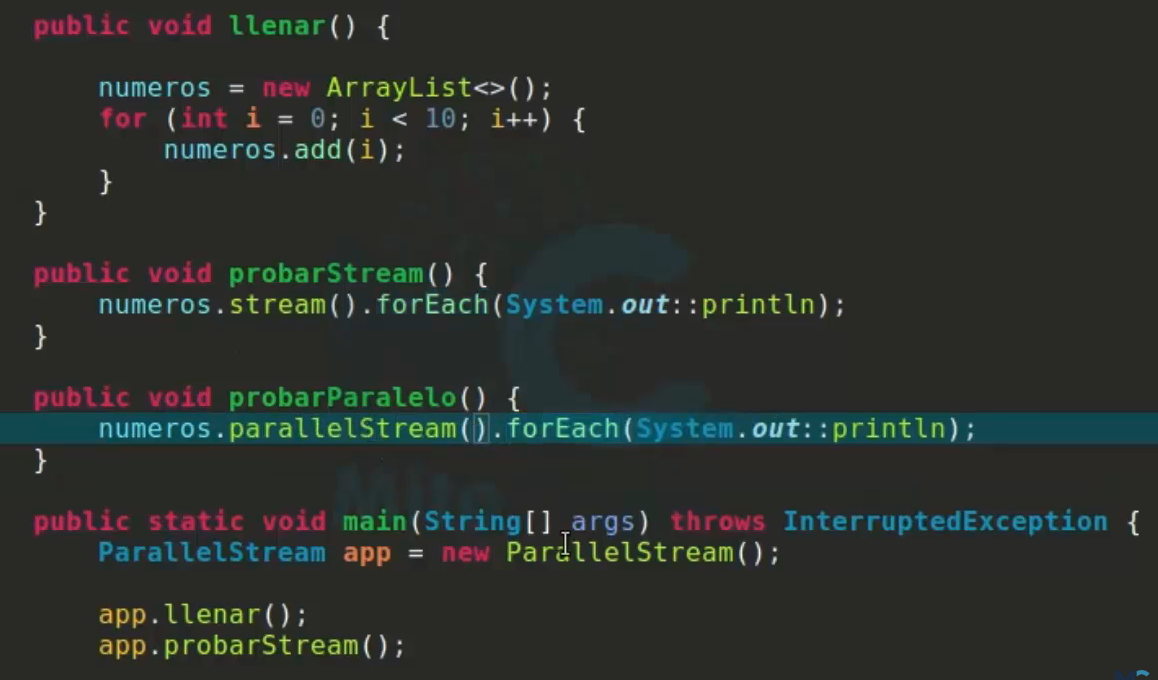 public void llenar() {
numeros = new ArrayList<>();
for (int i = 0; i < 10; i++) {
numeros.add(i);
}
}
public void probarStream() {
numeros.stream().forEach(System.out::println);
}
public void probarParalelo() {
numeros.parallelStream().forEach(System.out::println);
}
Mito
public static void main(String[] args) throws InterruptedException {
ParallelStream app = new ParallelStream();
app.llenar();
app.probarStream();